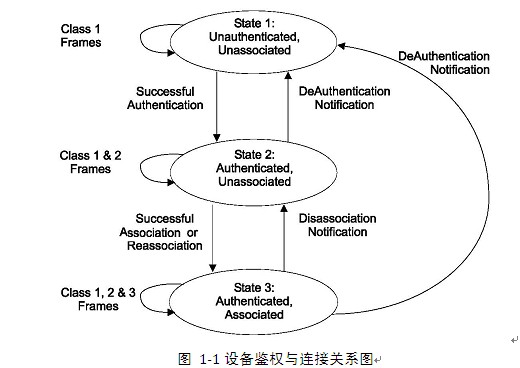 Class 1
Frames
State 1:
Unauthenticated,
Unassociated
DeAuthentication
Notification
Successful
Authentication
DeAuthentication
Notification
Class 1 & 2
Frames
State 2:
Authenticated,
Unassociated
Successful
Association or
Reassociation
Disassociation
Notification
Class 1, 2 & 3
Frames
State 3:
Authenticated,
Associated
图 1-1 设备鉴权与连接关系图